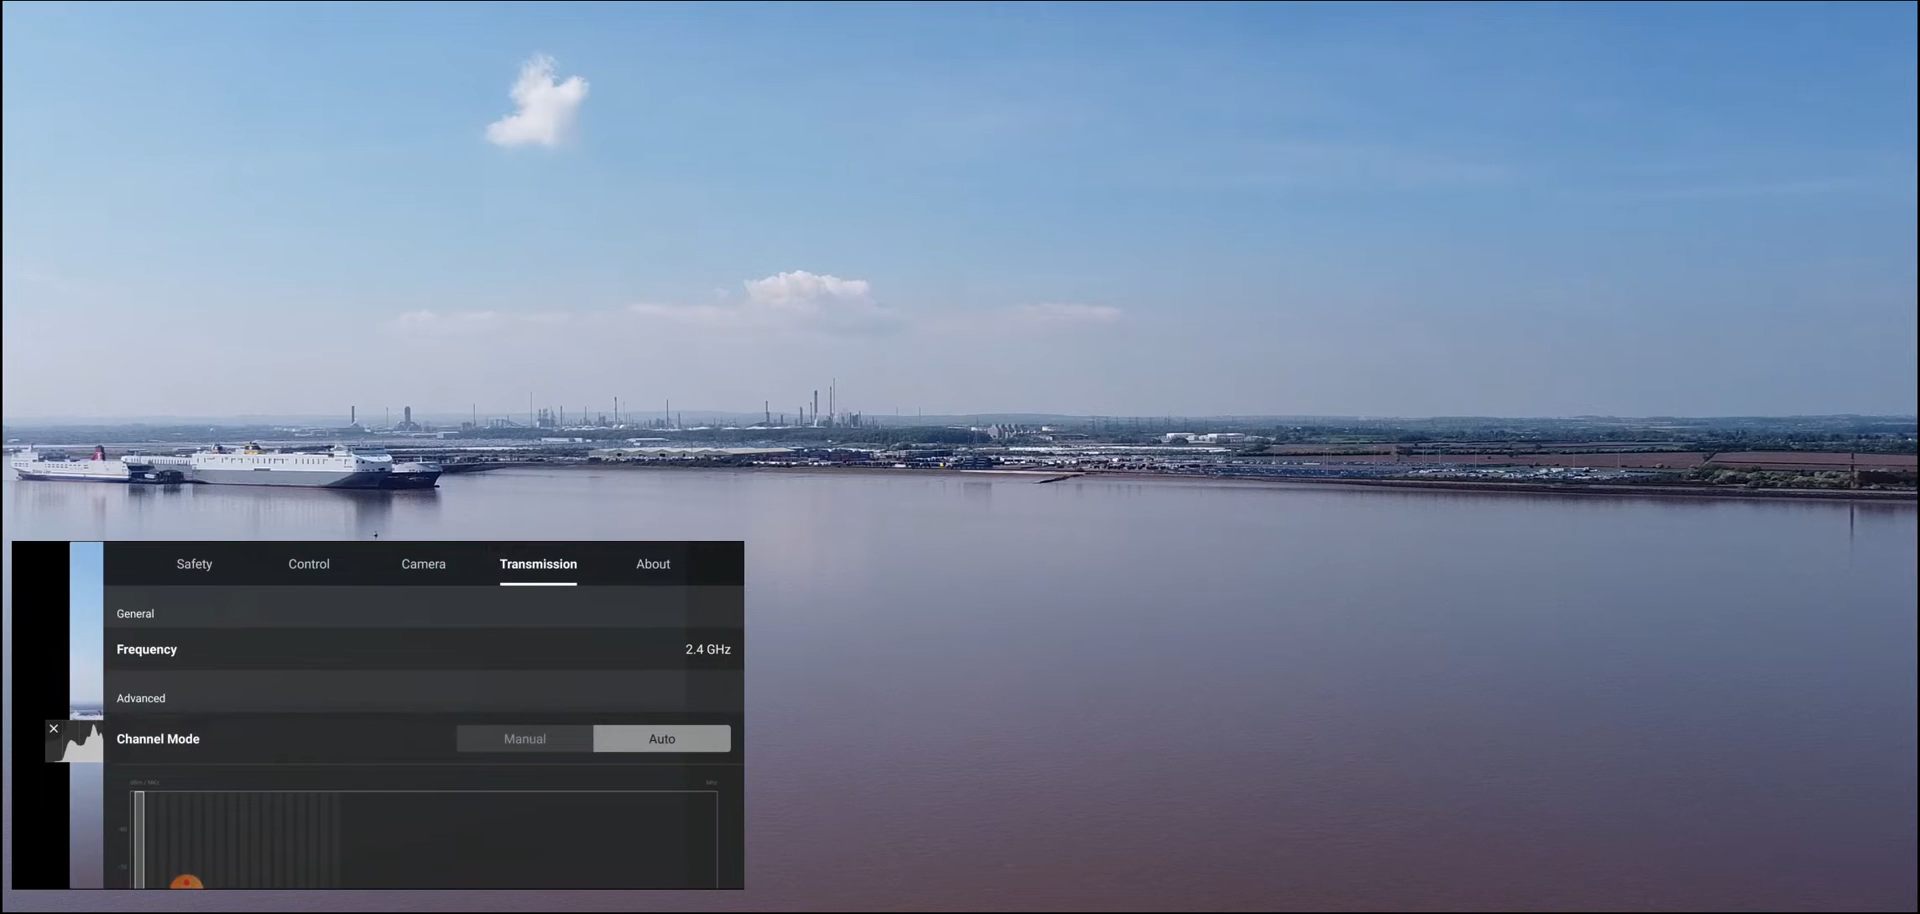 Safety Control Camera Transmission About
General
Frequency 2.4 GHz
Advanced
Channel Mode Manual Auto